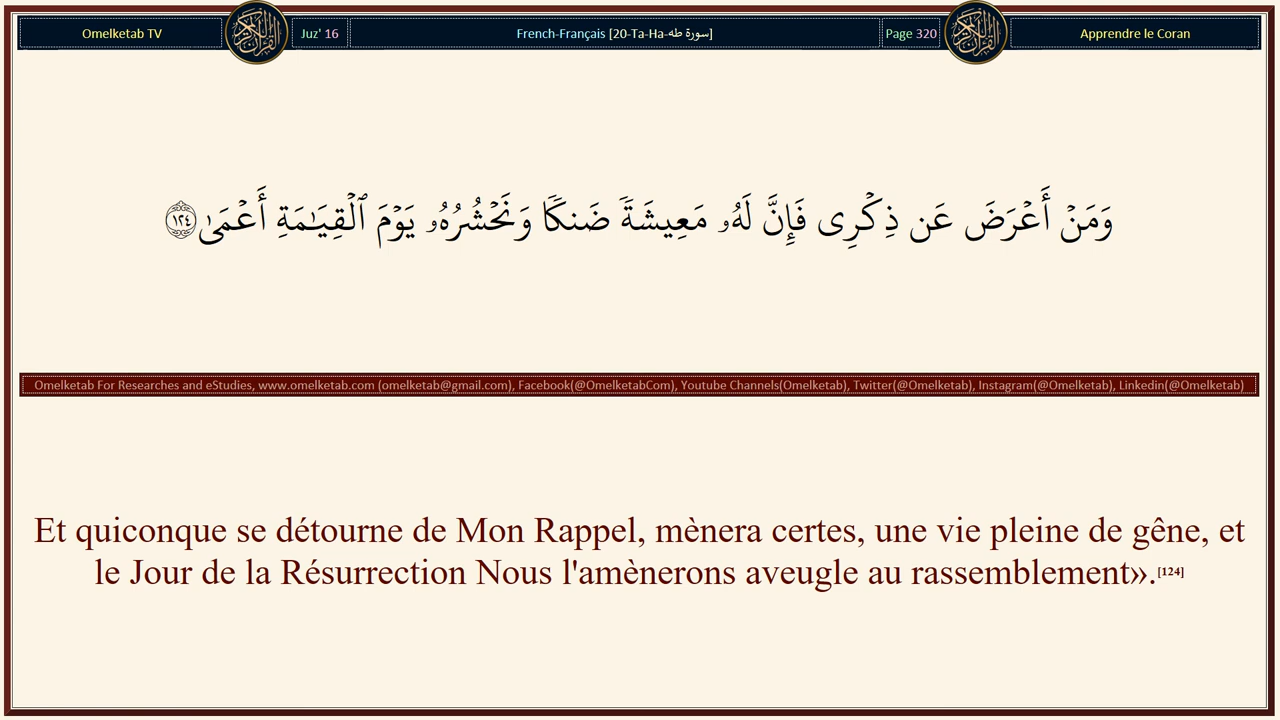 Omelketab TV
Juz' 16
French-Français [20-Ta-Ha-سورة طه]
Page 320
Apprendre le Coran
وَمَنۡ أَعۡرَضَ عَن ذِكۡرِى فَإِنَّ لَهُۥ مَعِيشَةً ضَنكًا وَنَحۡشُرُهُۥ يَوۡمَ ٱلۡقِيَـٰمَةِ أَعۡمَىٰ ١٢٤
Omelketab For Researches and eStudies, www.omelketab.com (omelketab@gmail.com), Facebook(@OmelketabCom), Youtube Channels(Omelketab), Twitter(@Omelketab), Instagram(@Omelketab), Linkedin(@Omelketab)
Et quiconque se détourne de Mon Rappel, mènera certes, une vie pleine de gêne, et
le Jour de la Résurrection Nous l'amènerons aveugle au rassemblement».[124]